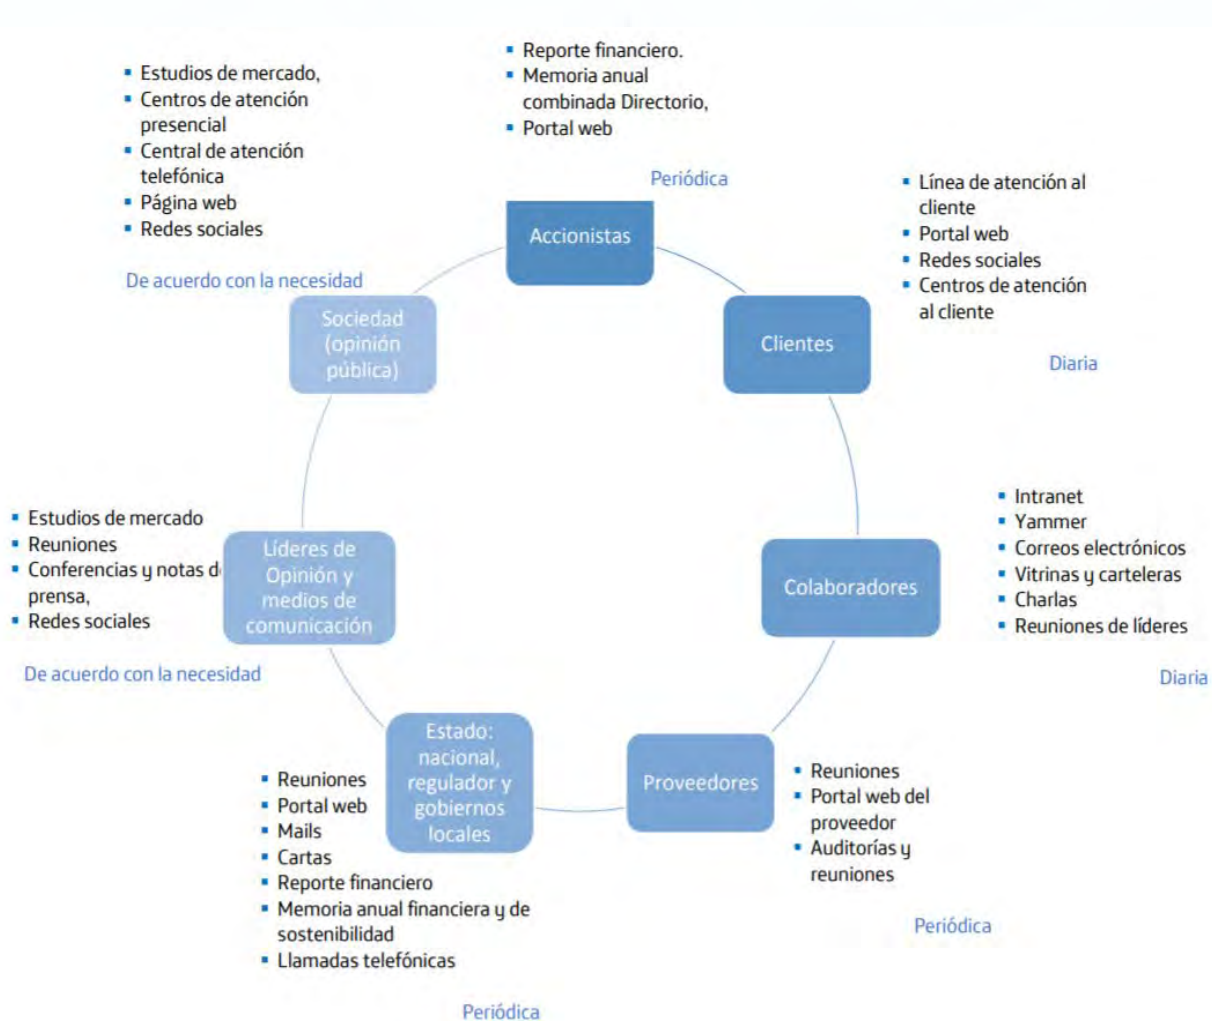 Reporte financiero.
Memoria anual
combinada Directorio,
Portal web
Periódica
Accionistas
Línea de atención al
cliente
Portal web
Redes sociales
Centros de atención
al cliente
Diaria
Clientes
Intranet
Yammer
Correos electrónicos
Vitrinas y carteleras
Charlas
Reuniones de líderes
Diaria
Colaboradores
Reuniones
Portal web del
proveedor
Auditorías y
reuniones
Periódica
Proveedores
Estado:
nacional,
regulador y
gobiernos
locales
Reuniones
Portal web
Mails
Cartas
Reporte financiero
Memoria anual financiera y de
sostenibilidad
Llamadas telefónicas
Periódica
Líderes de
Opinión y
medios de
comunicación
Estudios de mercado
Reuniones
Conferencias y notas d
prensa,
Redes sociales
De acuerdo con la necesidad
Estudios de mercado,
Centros de atención
presencial
Central de atención
telefónica
Página web
Redes sociales
De acuerdo con la necesidad
Sociedad
(opinión
pública)